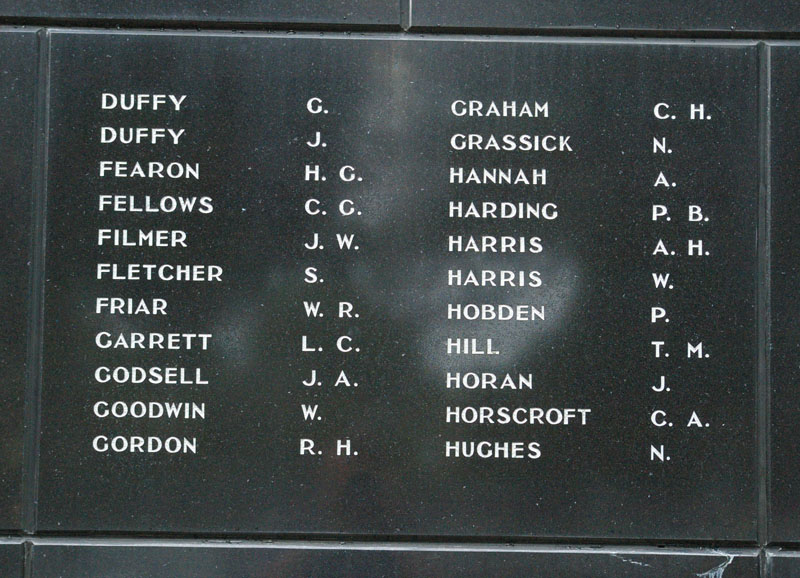 DUFFY G.
DUFFY J.
FEARON H. G.
FELLOWS C. G.
FILMER J. W.
FLETCHER S.
FRIAR W. R.
GARRETT L. C.
GODSELL J. A.
GOODWIN W.
GORDON R. H.
GRAHAM C. H.
GRASSICK N.
HANNAH A.
HARDING P. B.
HARRIS A. H.
HARRIS W.
HOBDEN P.
HILL T. M.
HORAN J.
HORSCROFT C. A.
HUGHES N.